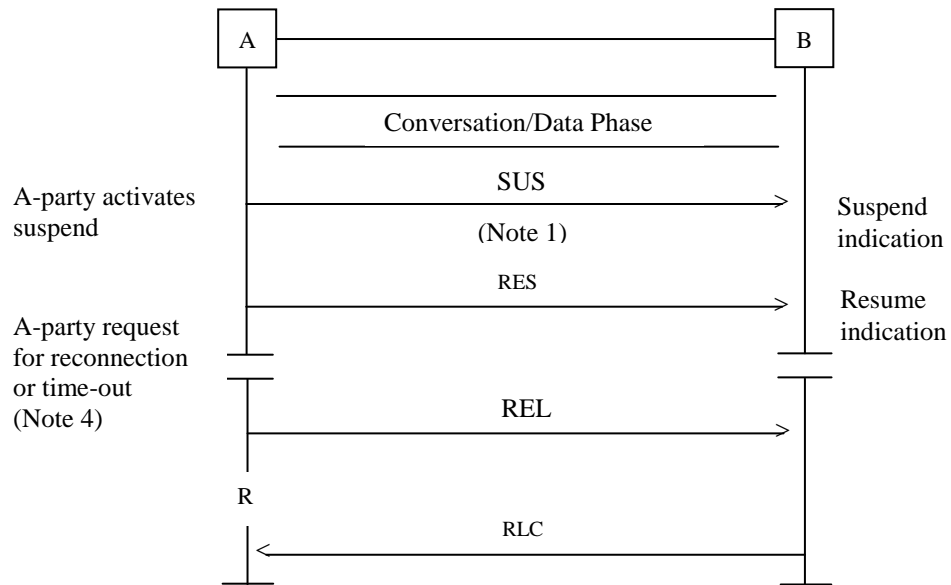 A
B
Conversation/Data Phase
A-party activates
suspend
SUS
(Note 1)
Suspend
indication
RES
Resume
indication
A-party request
for reconnection
or time-out
(Note 4)
REL
R
RLC